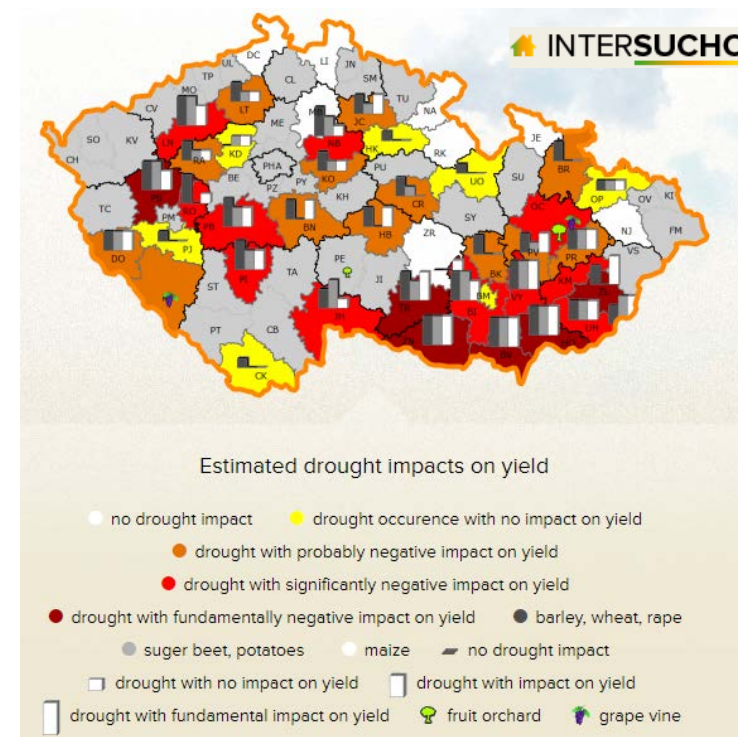 INTERSUCHO
DC
LI
UL
JN
TP
CL
SM
MO
LT
TU
CV
JC
NA
SO
KV
LN
ME
MB
RA
KD
NB
HK
RK
JE
CH
BE
PHA
KO
PU
UO
SU
BR
OP
PZ
PY
KH
CR
OV
KI
TC
PM
RO
PB
BN
HB
SY
OC
NJ
FM
DO
PJ
ZR
PV
PR
VS
PE
JI
BK
KM
ST
PI
TA
BM
VY
TR
BI
PT
CB
JH
ZN
UH
CK
Estimated drought impacts on yield
no drought impact drought occurence with no impact on yield
drought with probably negative impact on yield
drought with significantly negative impact on yield
drought with fundamentally negative impact on yield barley, wheat, rape
suger beet, potatoes maize no drought impact
drought with no impact on yield drought with impact on yield
drought with fundamental impact on yield fruit orchard grape vine